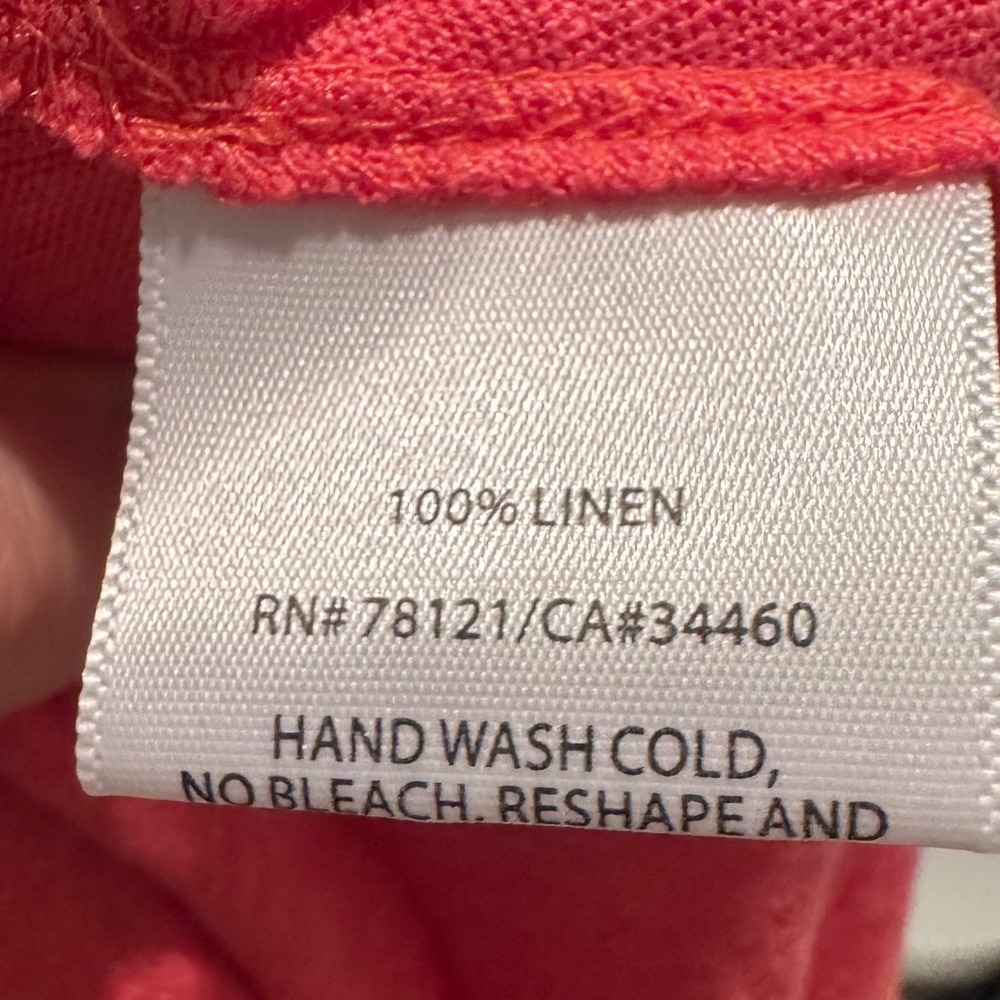 100% LINEN
RN# 78121/CA#34460
HAND WASH COLD,
NO BLEACH. RESHAPE AND